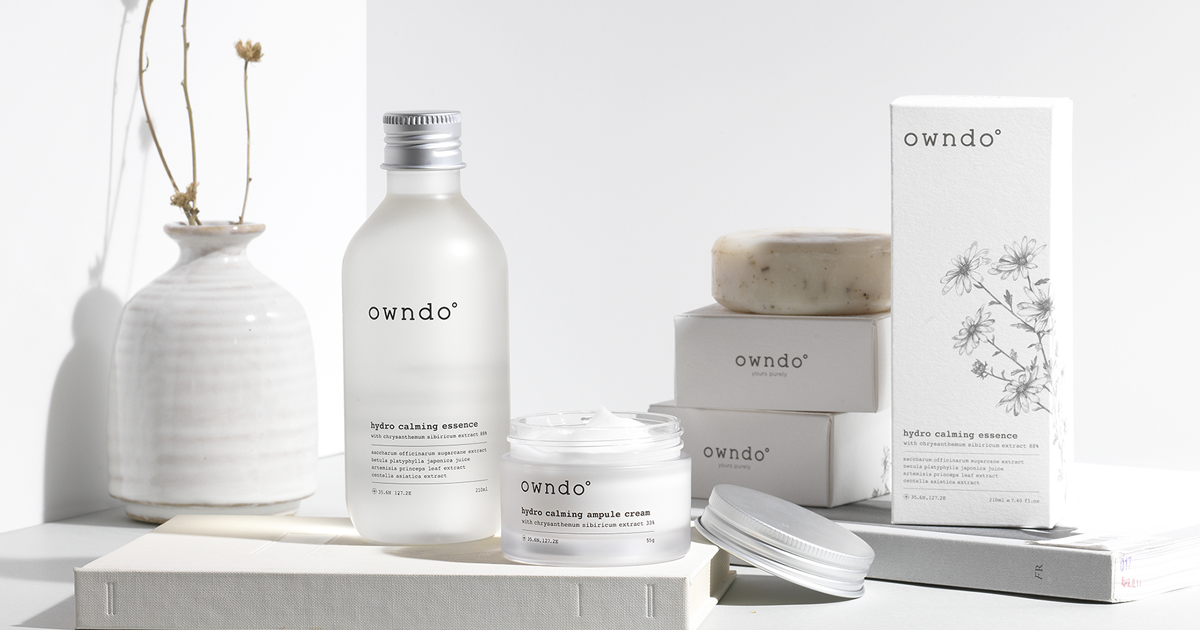 owndo°
hydro calming essence
with chrysanthemum sibiricum extract 88%
saccharum officinarum sugarcane extract
betula platyphylla japonica juice
artemisia princeps leaf extract
centella asiatica extract
35.6N 127.2E
210ml
owndo°
hydro calming ampule cream
with chrysanthemum sibiricum extract 33%
35.6N,127.2E
55g
owndo°
yours purely
owndo°
yours purely
owndo°
hydro calming essence
with chrysanthemum sibiricum extract 88%
saccharum officinarum sugarcane extract
betula platyphylla japonica juice
artemisia princeps leaf extract
centella asiatica extract
35.6N,127.2E
210ml e 7.45 fl.oz
FR